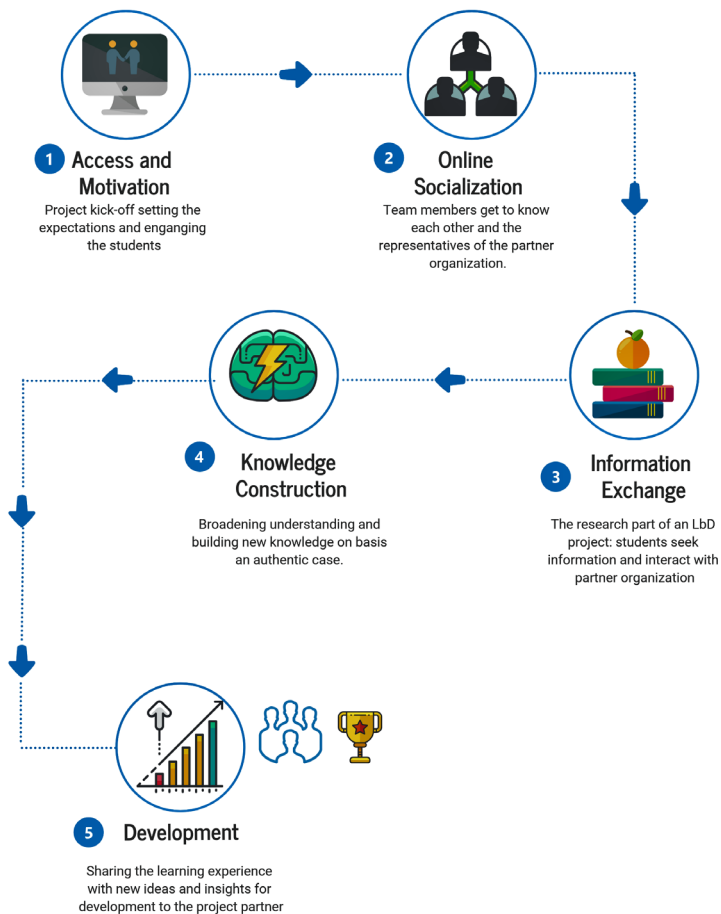 1
Access and
Motivation
Project kick-off setting the
expectations and enganging
the students
2
Online
Socialization
Team members get to know
each other and the
representatives of the partner
organization.
3
Information
Exchange
The research part of an LbD
project: students seek
information and interact with
partner organization
4
Knowledge
Construction
Broadening understanding and
building new knowledge on basis
an authentic case.
5
Development
Sharing the learning experience
with new ideas and insights for
development to the project partner